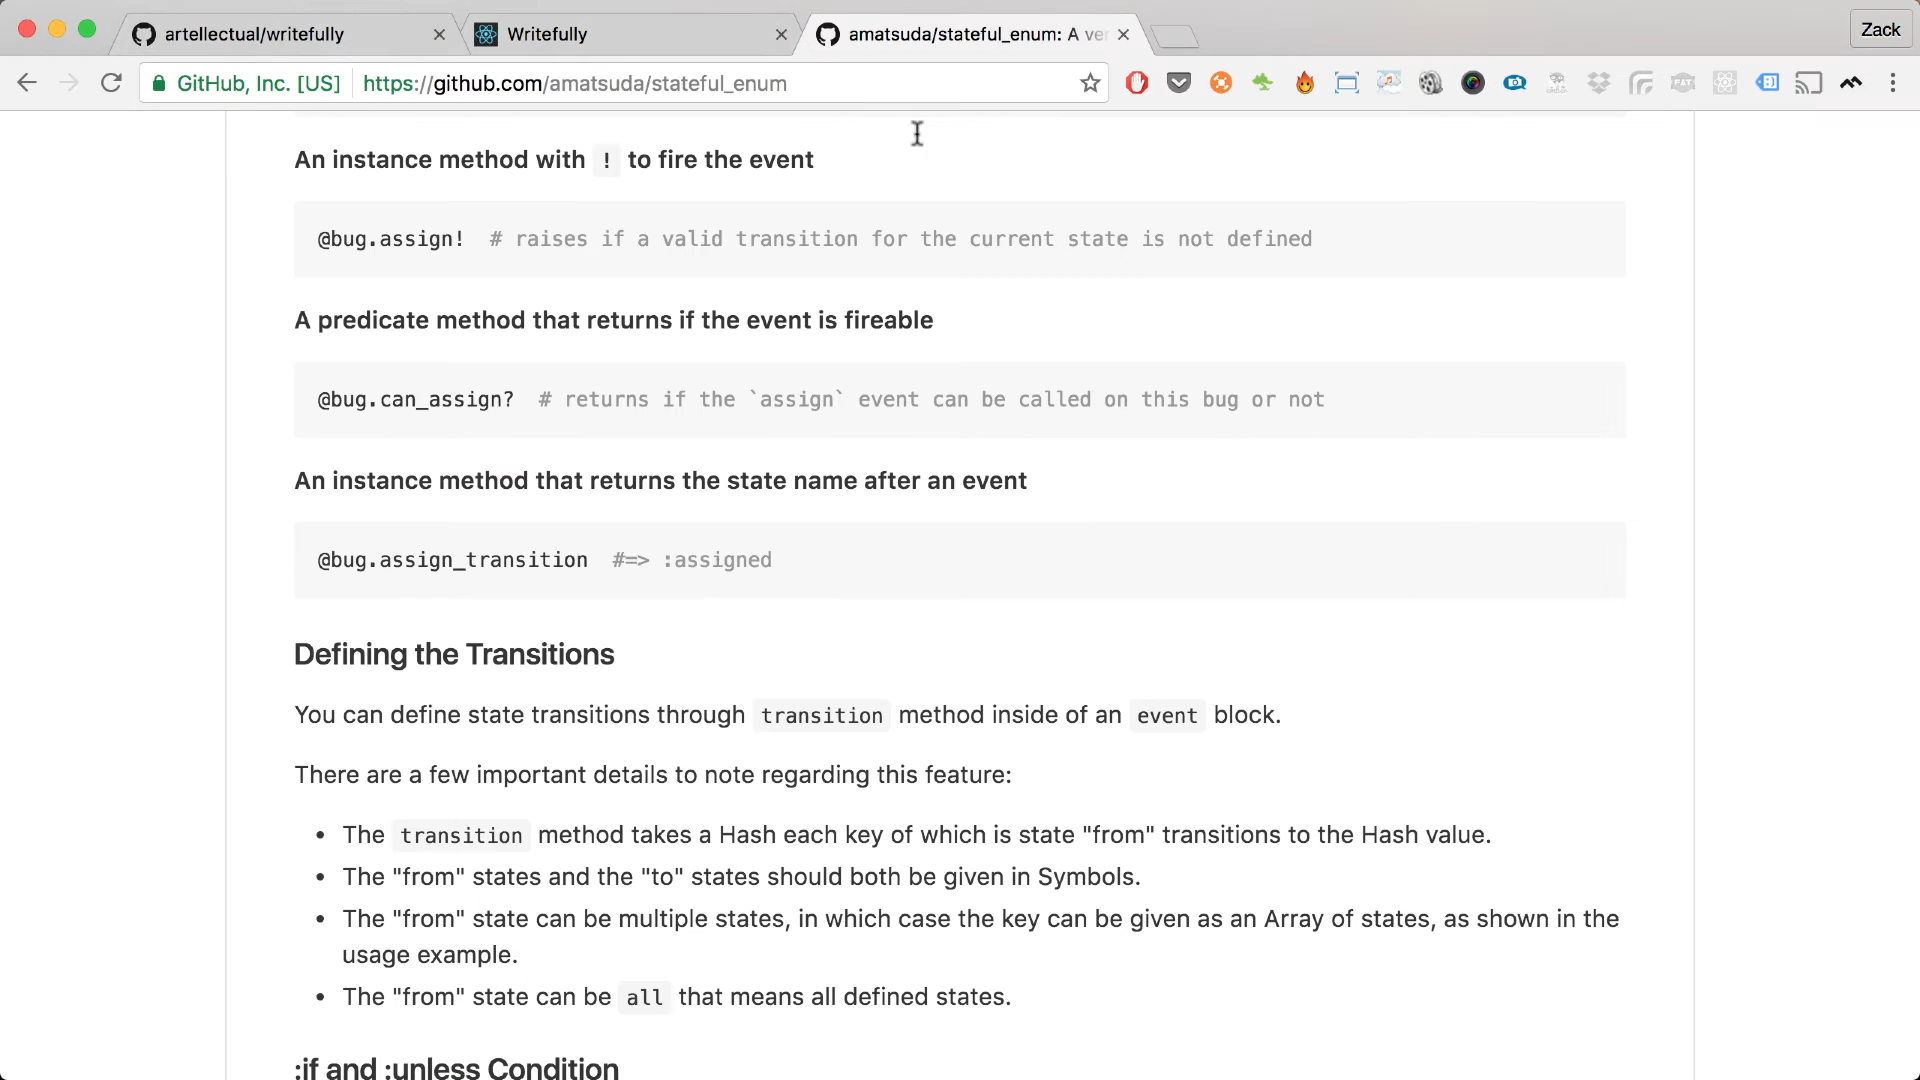 artellectual/writefully
Writefully
amatsuda/stateful_enum: A ve
Zack
GitHub, Inc. [US]
https://github.com/amatsuda/stateful_enum
An instance method with ! to fire the event
@bug.assign! # raises if a valid transition for the current state is not defined
A predicate method that returns if the event is fireable
@bug.can_assign? # returns if the `assign` event can be called on this bug or not
An instance method that returns the state name after an event
@bug.assign_transition #=> :assigned
Defining the Transitions
You can define state transitions through transition method inside of an event block.
There are a few important details to note regarding this feature:
• The transition method takes a Hash each key of which is state "from" transitions to the Hash value.
• The "from" states and the "to" states should both be given in Symbols.
• The "from" state can be multiple states, in which case the key can be given as an Array of states, as shown in the
usage example.
• The "from" state can be all that means all defined states.
:if and :unless Condition